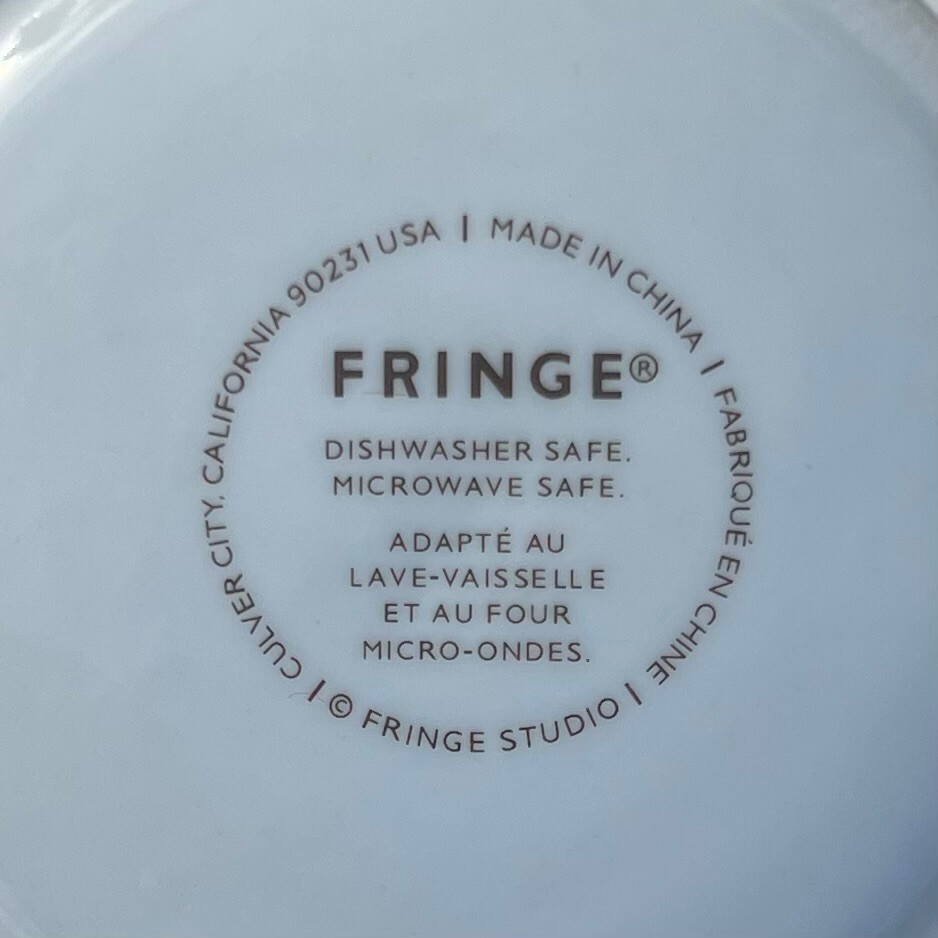 FRINGE®
DISHWASHER SAFE.
MICROWAVE SAFE.
ADAPTÉ AU
LAVE-VAISSELLE
ET AU FOUR
MICRO-ONDES.
© FRINGE STUDIO | CULVER CITY, CALIFORNIA 90231 USA | MADE IN CHINA | FABRIQUÉ EN CHINE |